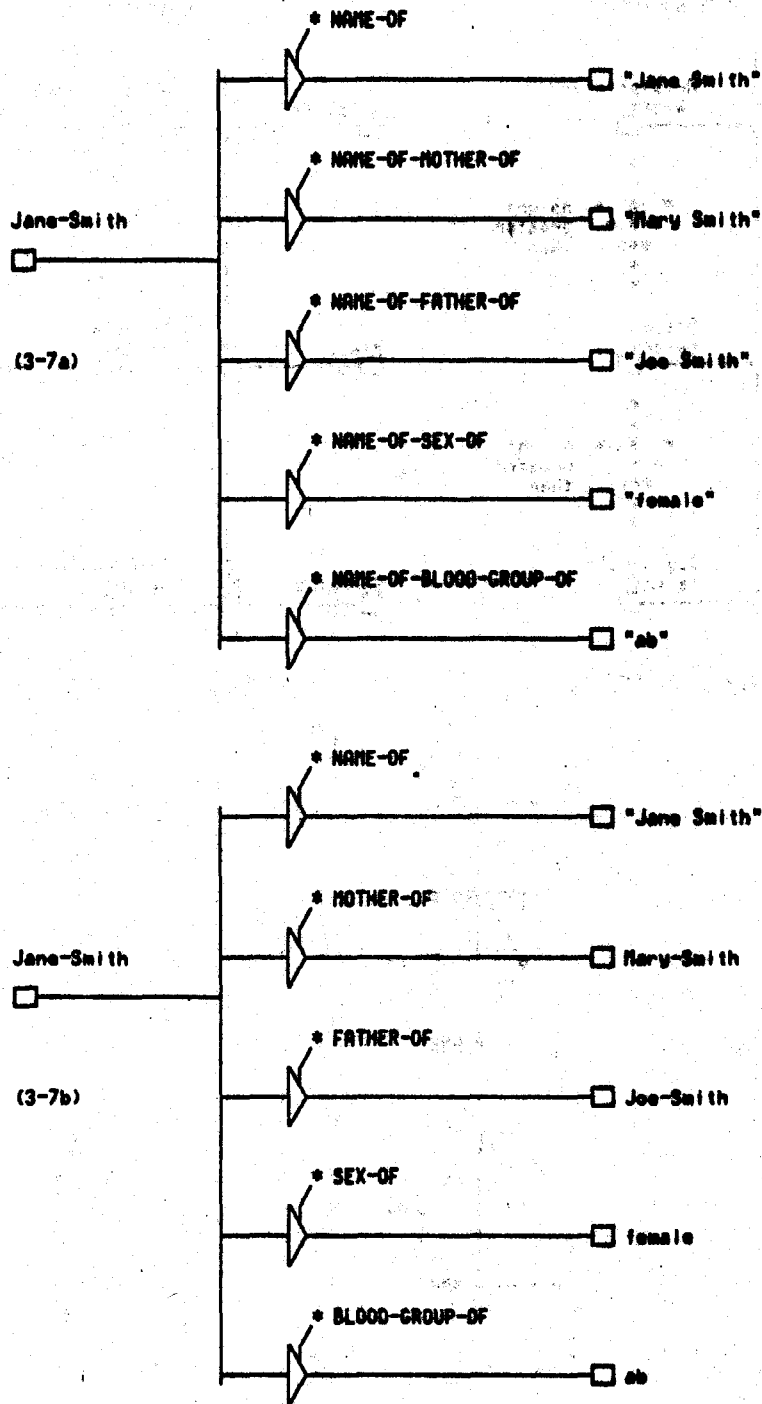 * NAME-OF
"Jane Smith"
* NAME-OF-MOTHER-OF
Jane-Smith
"Mary Smith"
* NAME-OF-FATHER-OF
(3-7a)
"Joe Smith"
* NAME-OF-SEX-OF
"female"
* NAME-OF-BLOOD-GROUP-OF
"ab"
* NAME-OF
"Jane Smith"
* MOTHER-OF
Jane-Smith
Mary-Smith
* FATHER-OF
(3-7b)
Joe-Smith
* SEX-OF
female
* BLOOD-GROUP-OF
ab